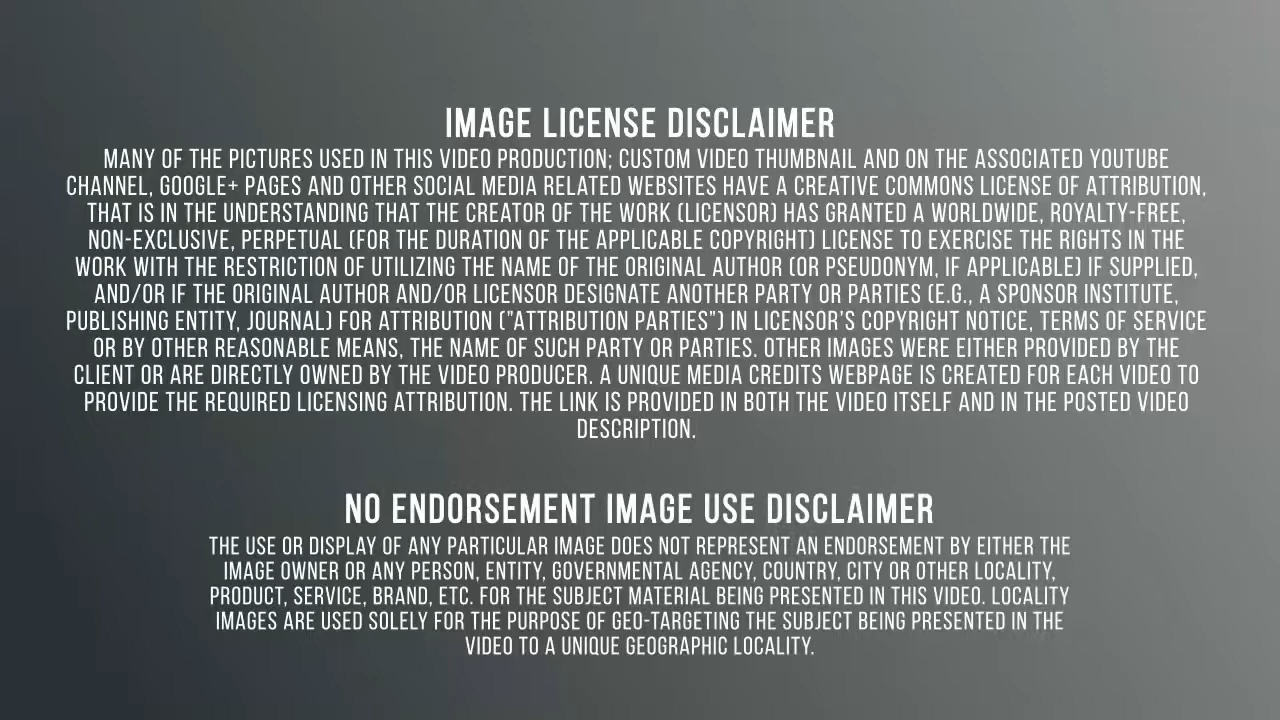 IMAGE LICENSE DISCLAIMER
MANY OF THE PICTURES USED IN THIS VIDEO PRODUCTION; CUSTOM VIDEO THUMBNAIL AND ON THE ASSOCIATED YOUTUBE
CHANNEL, GOOGLE+ PAGES AND OTHER SOCIAL MEDIA RELATED WEBSITES HAVE A CREATIVE COMMONS LICENSE OF ATTRIBUTION,
THAT IS IN THE UNDERSTANDING THAT THE CREATOR OF THE WORK (LICENSOR) HAS GRANTED A WORLDWIDE, ROYALTY-FREE,
NON-EXCLUSIVE, PERPETUAL (FOR THE DURATION OF THE APPLICABLE COPYRIGHT) LICENSE TO EXERCISE THE RIGHTS IN THE
WORK WITH THE RESTRICTION OF UTILIZING THE NAME OF THE ORIGINAL AUTHOR (OR PSEUDONYM, IF APPLICABLE) IF SUPPLIED,
AND/OR IF THE ORIGINAL AUTHOR AND/OR LICENSOR DESIGNATE ANOTHER PARTY OR PARTIES (E.G., A SPONSOR INSTITUTE,
PUBLISHING ENTITY, JOURNAL) FOR ATTRIBUTION ("ATTRIBUTION PARTIES") IN LICENSOR'S COPYRIGHT NOTICE, TERMS OF SERVICE
OR BY OTHER REASONABLE MEANS, THE NAME OF SUCH PARTY OR PARTIES. OTHER IMAGES WERE EITHER PROVIDED BY THE
CLIENT OR ARE DIRECTLY OWNED BY THE VIDEO PRODUCER. A UNIQUE MEDIA CREDITS WEBPAGE IS CREATED FOR EACH VIDEO TO
PROVIDE THE REQUIRED LICENSING ATTRIBUTION. THE LINK IS PROVIDED IN BOTH THE VIDEO ITSELF AND IN THE POSTED VIDEO
DESCRIPTION.
NO ENDORSEMENT IMAGE USE DISCLAIMER
THE USE OR DISPLAY OF ANY PARTICULAR IMAGE DOES NOT REPRESENT AN ENDORSEMENT BY EITHER THE
IMAGE OWNER OR ANY PERSON, ENTITY, GOVERNMENTAL AGENCY, COUNTRY, CITY OR OTHER LOCALITY,
PRODUCT, SERVICE, BRAND, ETC. FOR THE SUBJECT MATERIAL BEING PRESENTED IN THIS VIDEO. LOCALITY
IMAGES ARE USED SOLELY FOR THE PURPOSE OF GEO-TARGETING THE SUBJECT BEING PRESENTED IN THE
VIDEO TO A UNIQUE GEOGRAPHIC LOCALITY.